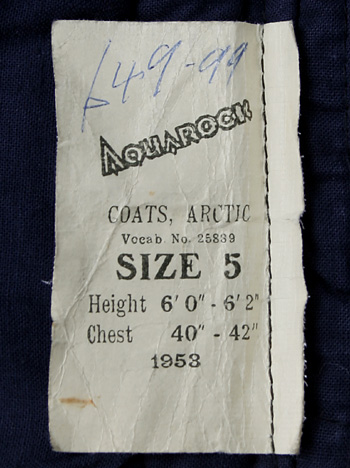 £49-99
AQUAROCK
COATS, ARCTIC
Vocab. No. 25839
SIZE 5
Height 6' 0" - 6' 2"
Chest 40" - 42"
1953